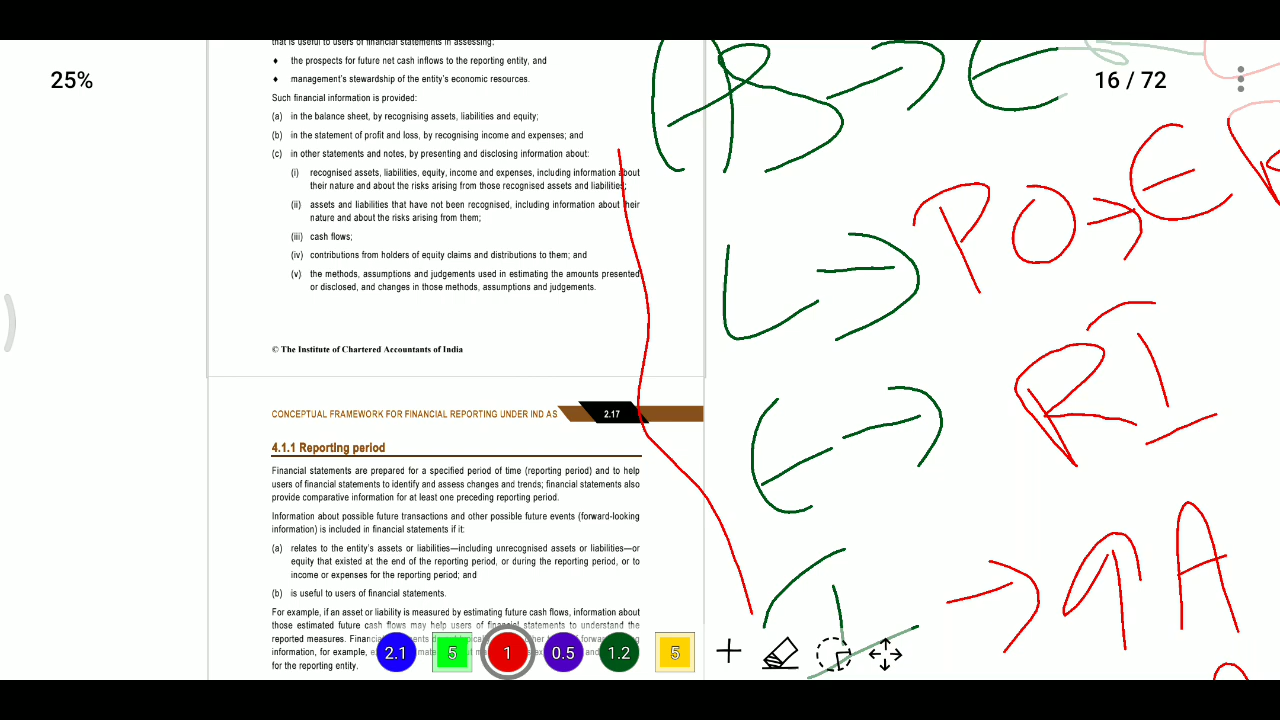 that is useful to users of financial statements in assessing:
25%
16 / 72
♦ the prospects for future net cash inflows to the reporting entity, and
♦ management's stewardship of the entity's economic resources.
Such financial information is provided:
(a) in the balance sheet, by recognising assets, liabilities and equity;
(b) in the statement of profit and loss, by recognising income and expenses; and
(c) in other statements and notes, by presenting and disclosing information about:
(i) recognised assets, liabilities, equity, income and expenses, including information about
their nature and about the risks arising from those recognised assets and liabilities;
(ii) assets and liabilities that have not been recognised, including information about their
nature and about the risks arising from them;
(iii) cash flows;
(iv) contributions from holders of equity claims and distributions to them; and
(v) the methods, assumptions and judgements used in estimating the amounts presented
or disclosed, and changes in those methods, assumptions and judgements.
© The Institute of Chartered Accountants of India
CONCEPTUAL FRAMEWORK FOR FINANCIAL REPORTING UNDER IND AS 2.17
4.1.1 Reporting period
Financial statements are prepared for a specified period of time (reporting period) and to help
users of financial statements to identify and assess changes and trends; financial statements also
provide comparative information for at least one preceding reporting period.
Information about possible future transactions and other possible future events (forward-looking
information) is included in financial statements if it:
(a) relates to the entity's assets or liabilities—including unrecognised assets or liabilities—or
equity that existed at the end of the reporting period, or during the reporting period, or to
income or expenses for the reporting period; and
(b) is useful to users of financial statements.
For example, if an asset or liability is measured by estimating future cash flows, information about
those estimated future cash flows may help users of financial statements to understand the
reported measures.
information, for example,
for the reporting entity.
2.1 5 1 0.5 1.2 5
E
L → PO → E
RI
E →
I → A